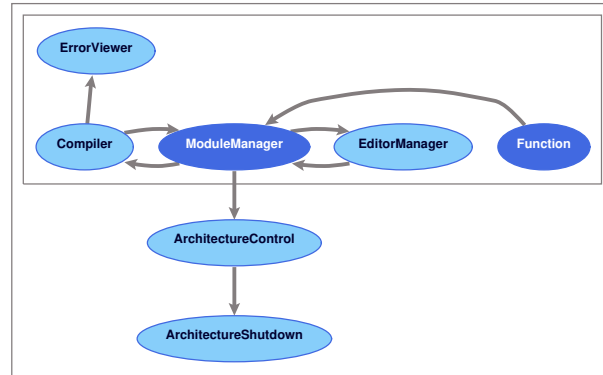 ErrorViewer
Compiler
ModuleManager
EditorManager
Function
ArchitectureControl
ArchitectureShutdown